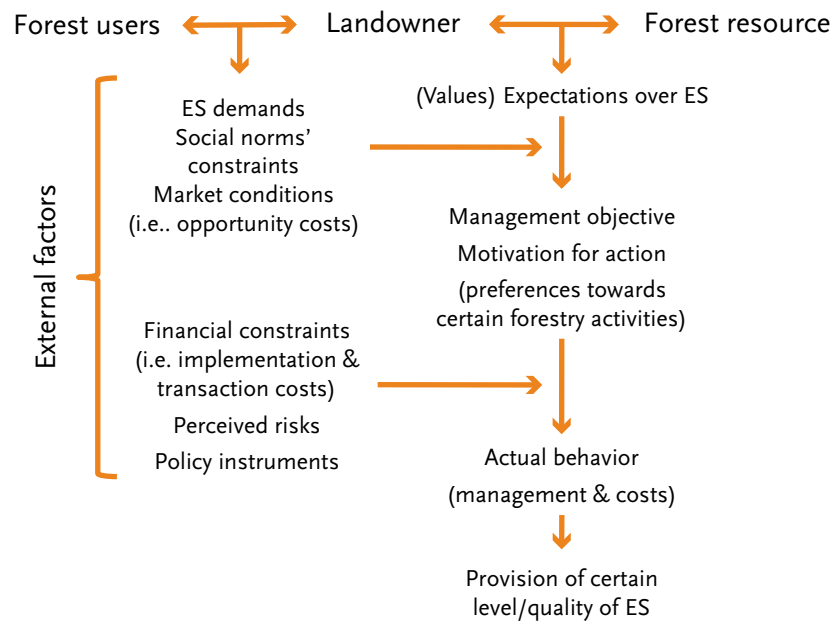 Forest users
Landowner
Forest resource
External factors
ES demands
Social norms’
constraints
Market conditions
(i.e.. opportunity costs)
Financial constraints
(i.e. implementation &
transaction costs)
Perceived risks
Policy instruments
(Values) Expectations over ES
Management objective
Motivation for action
(preferences towards
certain forestry activities)
Actual behavior
(management & costs)
Provision of certain
level/quality of ES